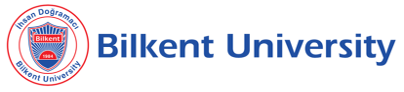 İhsan Doğramacı
Bilkent
1984
Bilkent University
Bilkent University